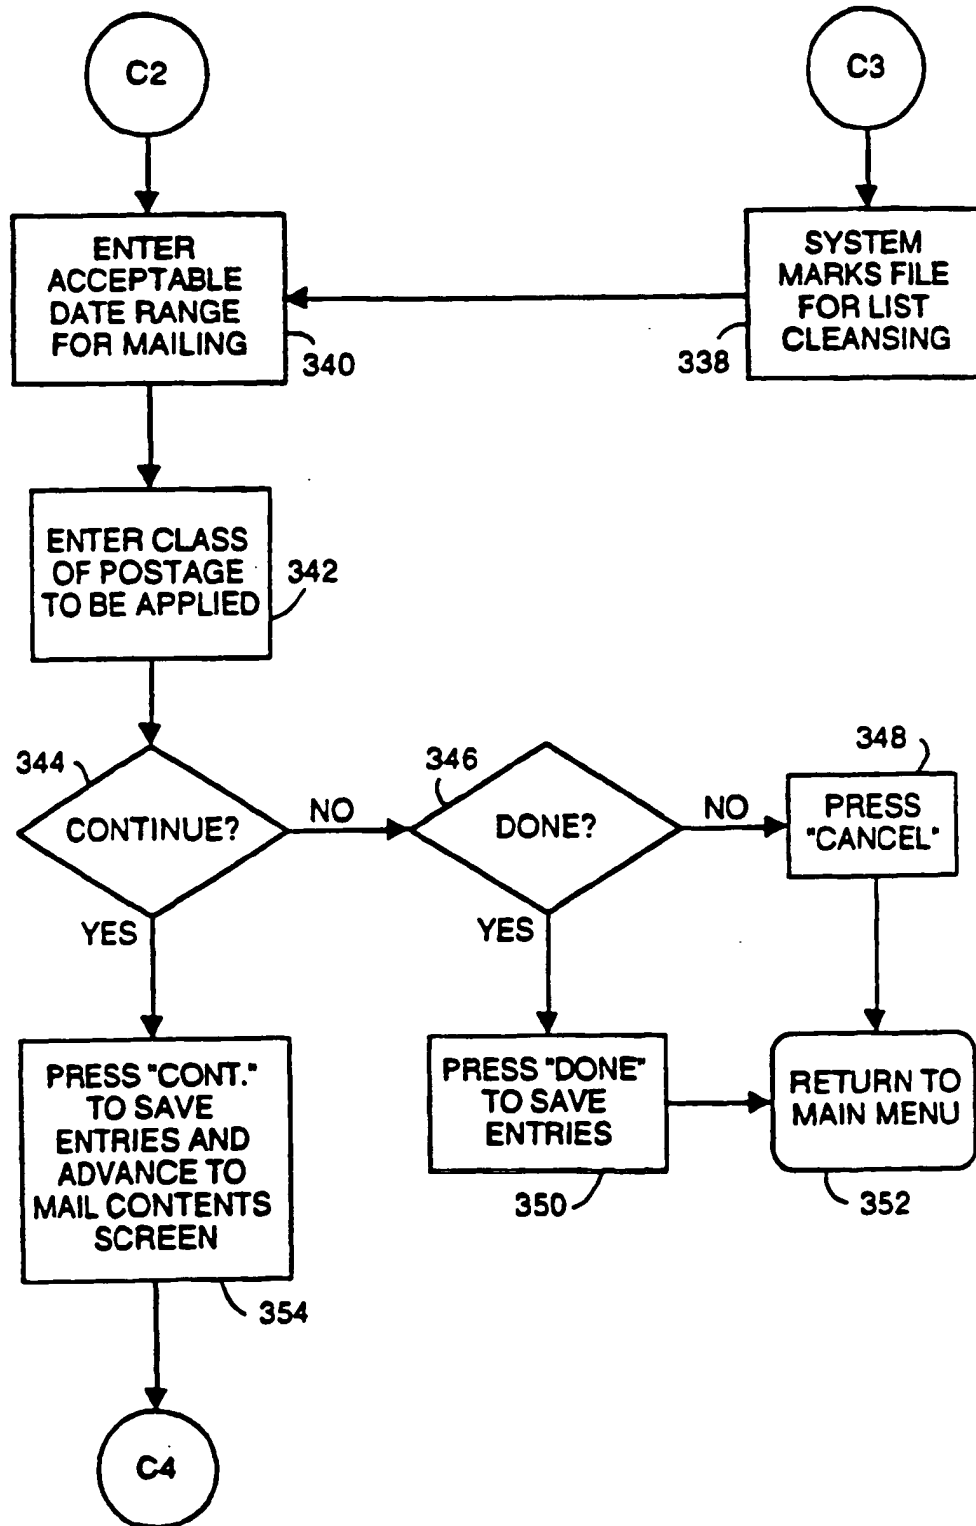 C2
C3
ENTER
ACCEPTABLE
DATE RANGE
FOR MAILING
340
SYSTEM
MARKS FILE
FOR LIST
CLEANSING
338
ENTER CLASS
OF POSTAGE
TO BE APPLIED
342
344
CONTINUE?
NO
YES
346
DONE?
NO
YES
348
PRESS
"CANCEL"
PRESS "CONT."
TO SAVE
ENTRIES AND
ADVANCE TO
MAIL CONTENTS
SCREEN
354
PRESS "DONE"
TO SAVE
ENTRIES
350
RETURN TO
MAIN MENU
352
C4